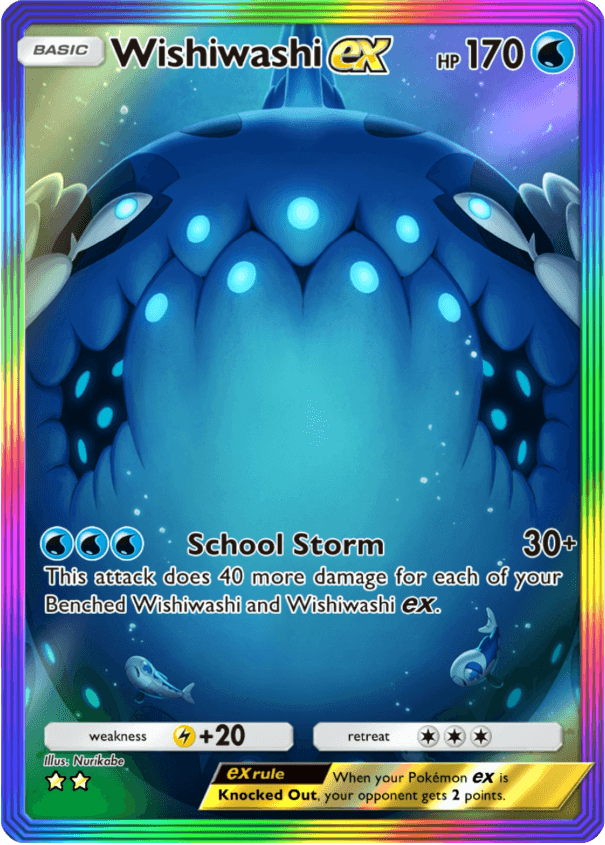 BASIC Wishiwashi ex HP 170
School Storm 30+
This attack does 40 more damage for each of your
Benched Wishiwashi and Wishiwashi ex.
weakness +20 retreat
Illus: Nurikabe
ex rule When your Pokémon ex is
Knocked Out, your opponent gets 2 points.